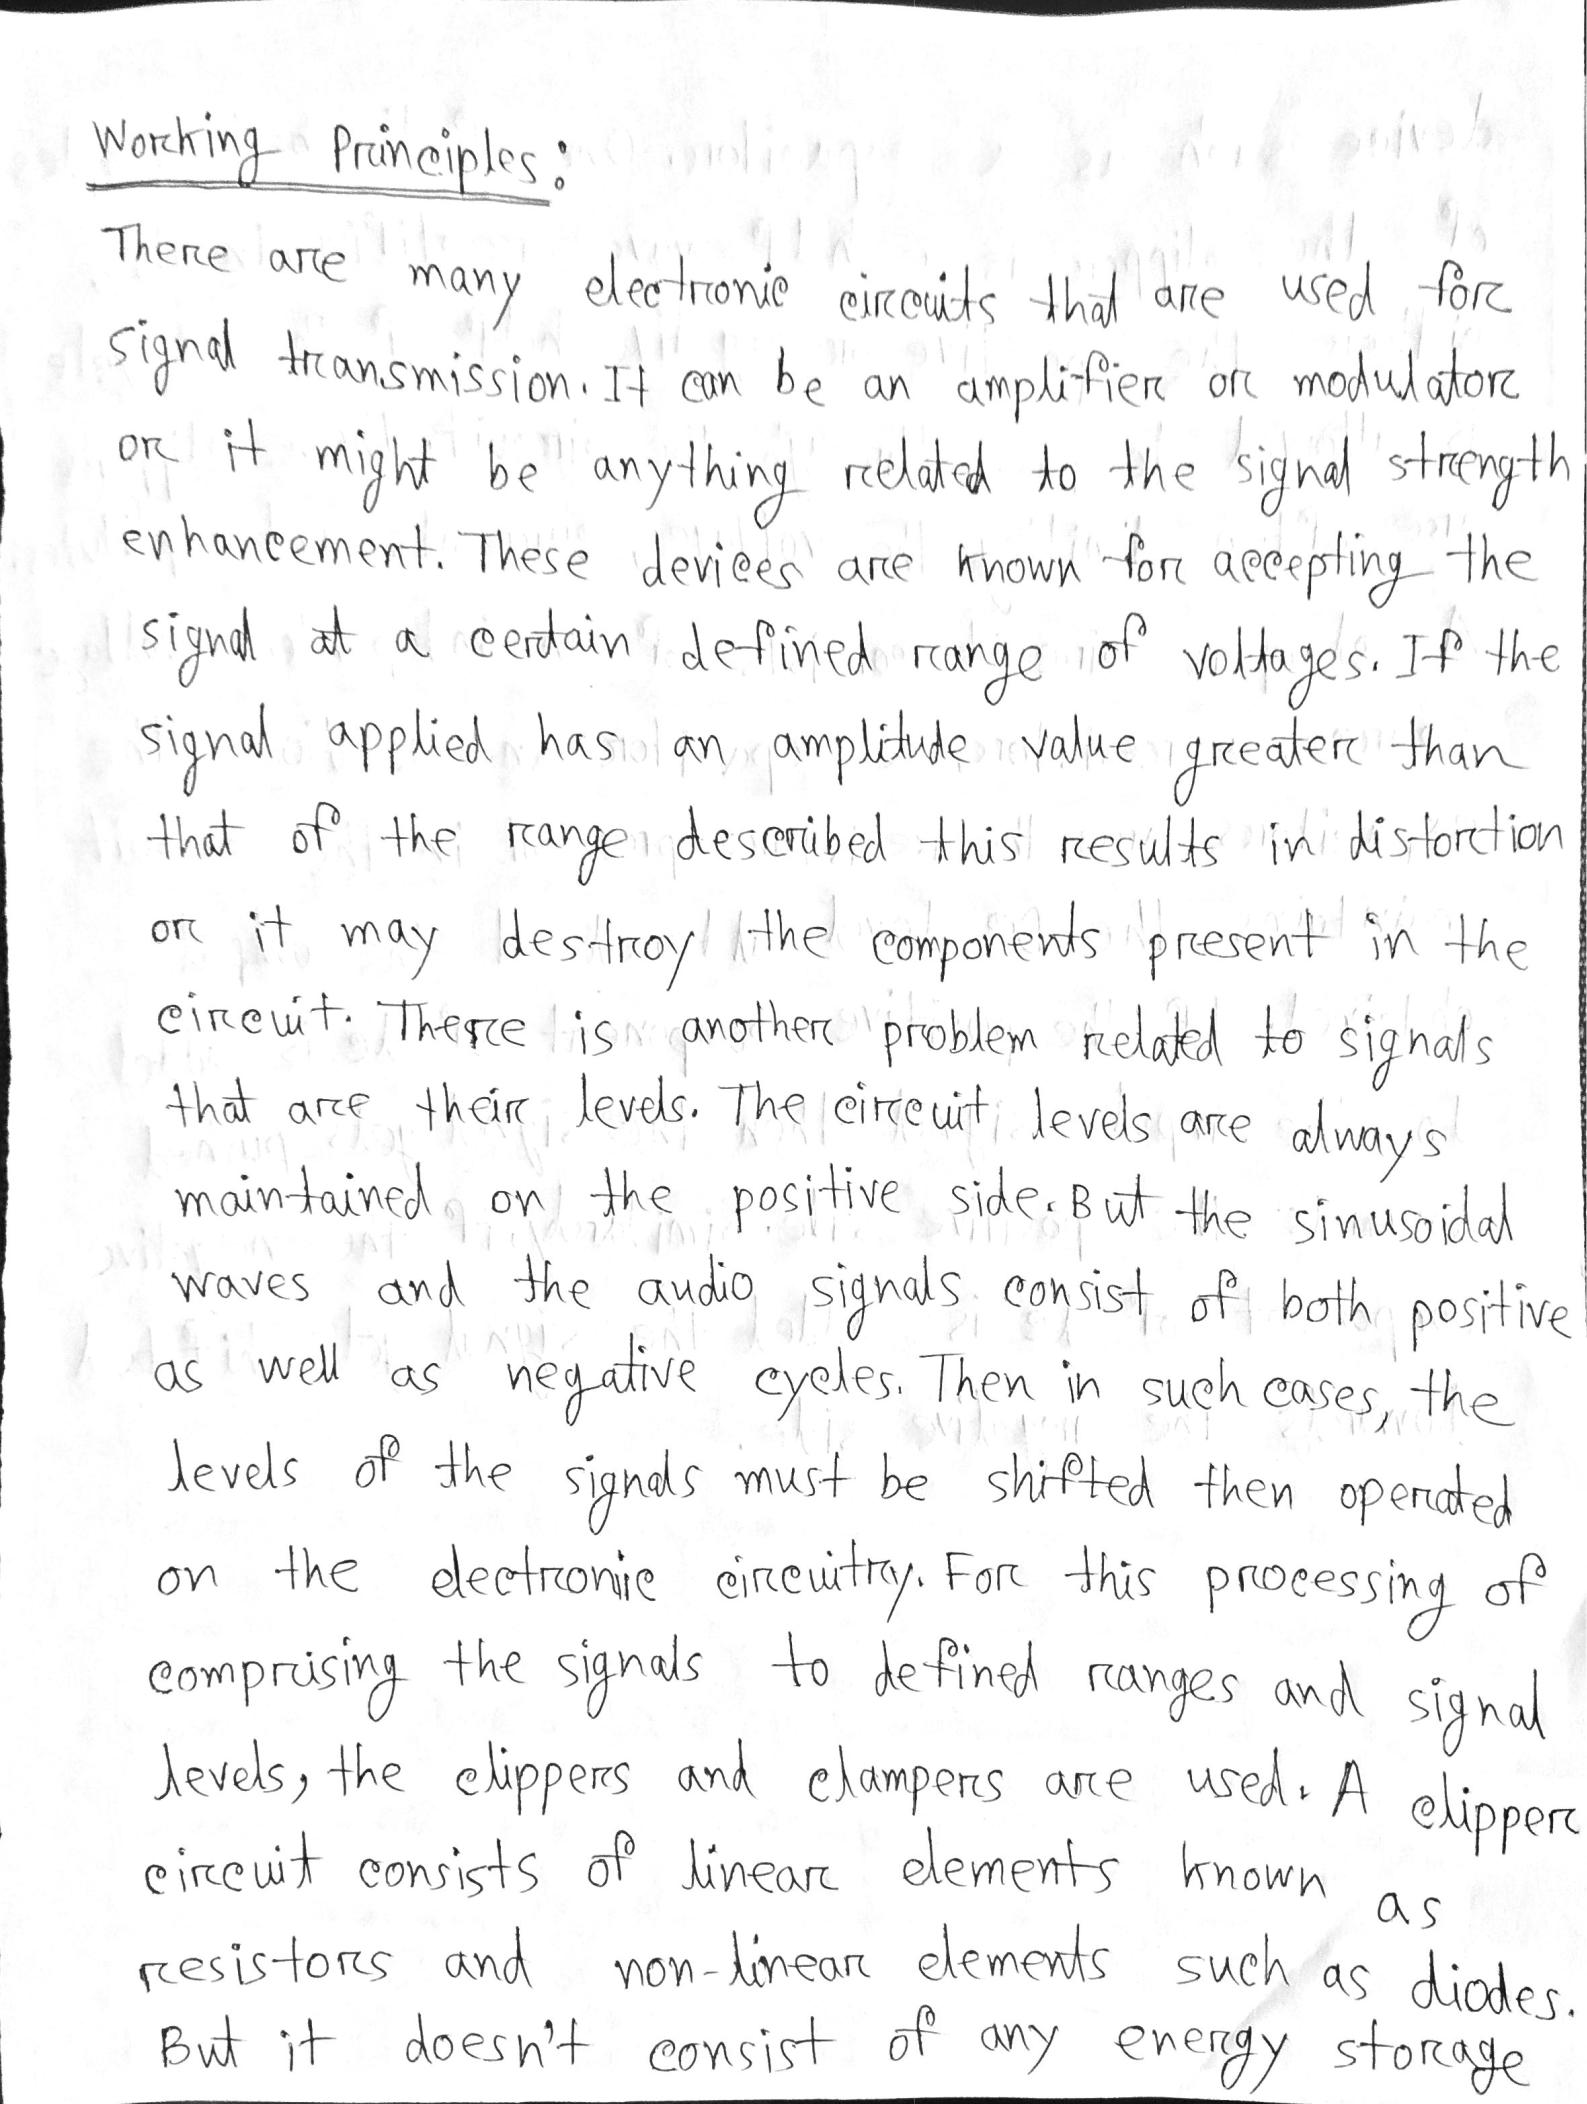 Working Principles:
There are many electronic circuits that are used for
signal transmission. It can be an amplifier or modulator
or it might be anything related to the signal strength
enhancement. These devices are known for accepting the
signal at a certain defined range of voltages. If the
signal applied has an amplitude value greater than
that of the range described this results in distortion
or it may destroy the components present in the
circuit. There is another problem related to signals
that are their levels. The circuit levels are always
maintained on the positive side. But the sinusoidal
waves and the audio signals consist of both positive
as well as negative cycles. Then in such cases, the
levels of the signals must be shifted then operated
on the electronic circuitry. For this processing of
comprising the signals to defined ranges and signal
levels, the clippers and clampers are used. A clipper
circuit consists of linear elements known as
resistors and non-linear elements such as diodes.
But it doesn't consist of any energy storage